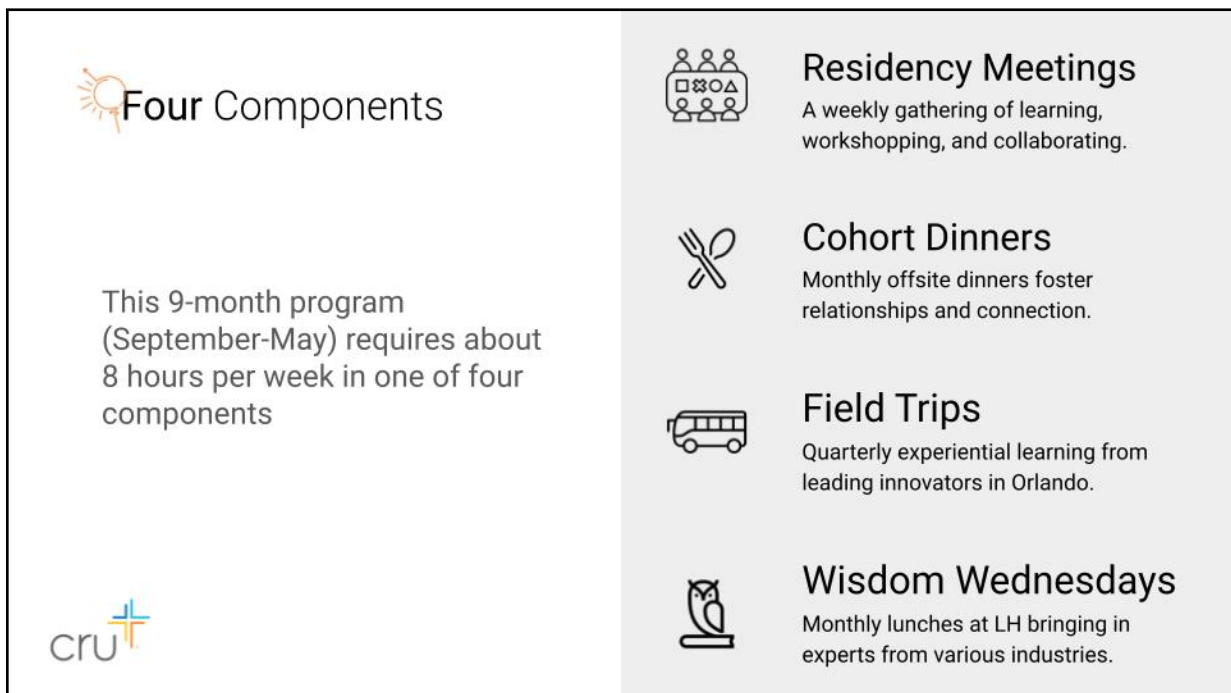 Four Components
This 9-month program
(September-May) requires about
8 hours per week in one of four
components
cru
Residency Meetings
A weekly gathering of learning,
workshopping, and collaborating.
Cohort Dinners
Monthly offsite dinners foster
relationships and connection.
Field Trips
Quarterly experiential learning from
leading innovators in Orlando.
Wisdom Wednesdays
Monthly lunches at LH bringing in
experts from various industries.